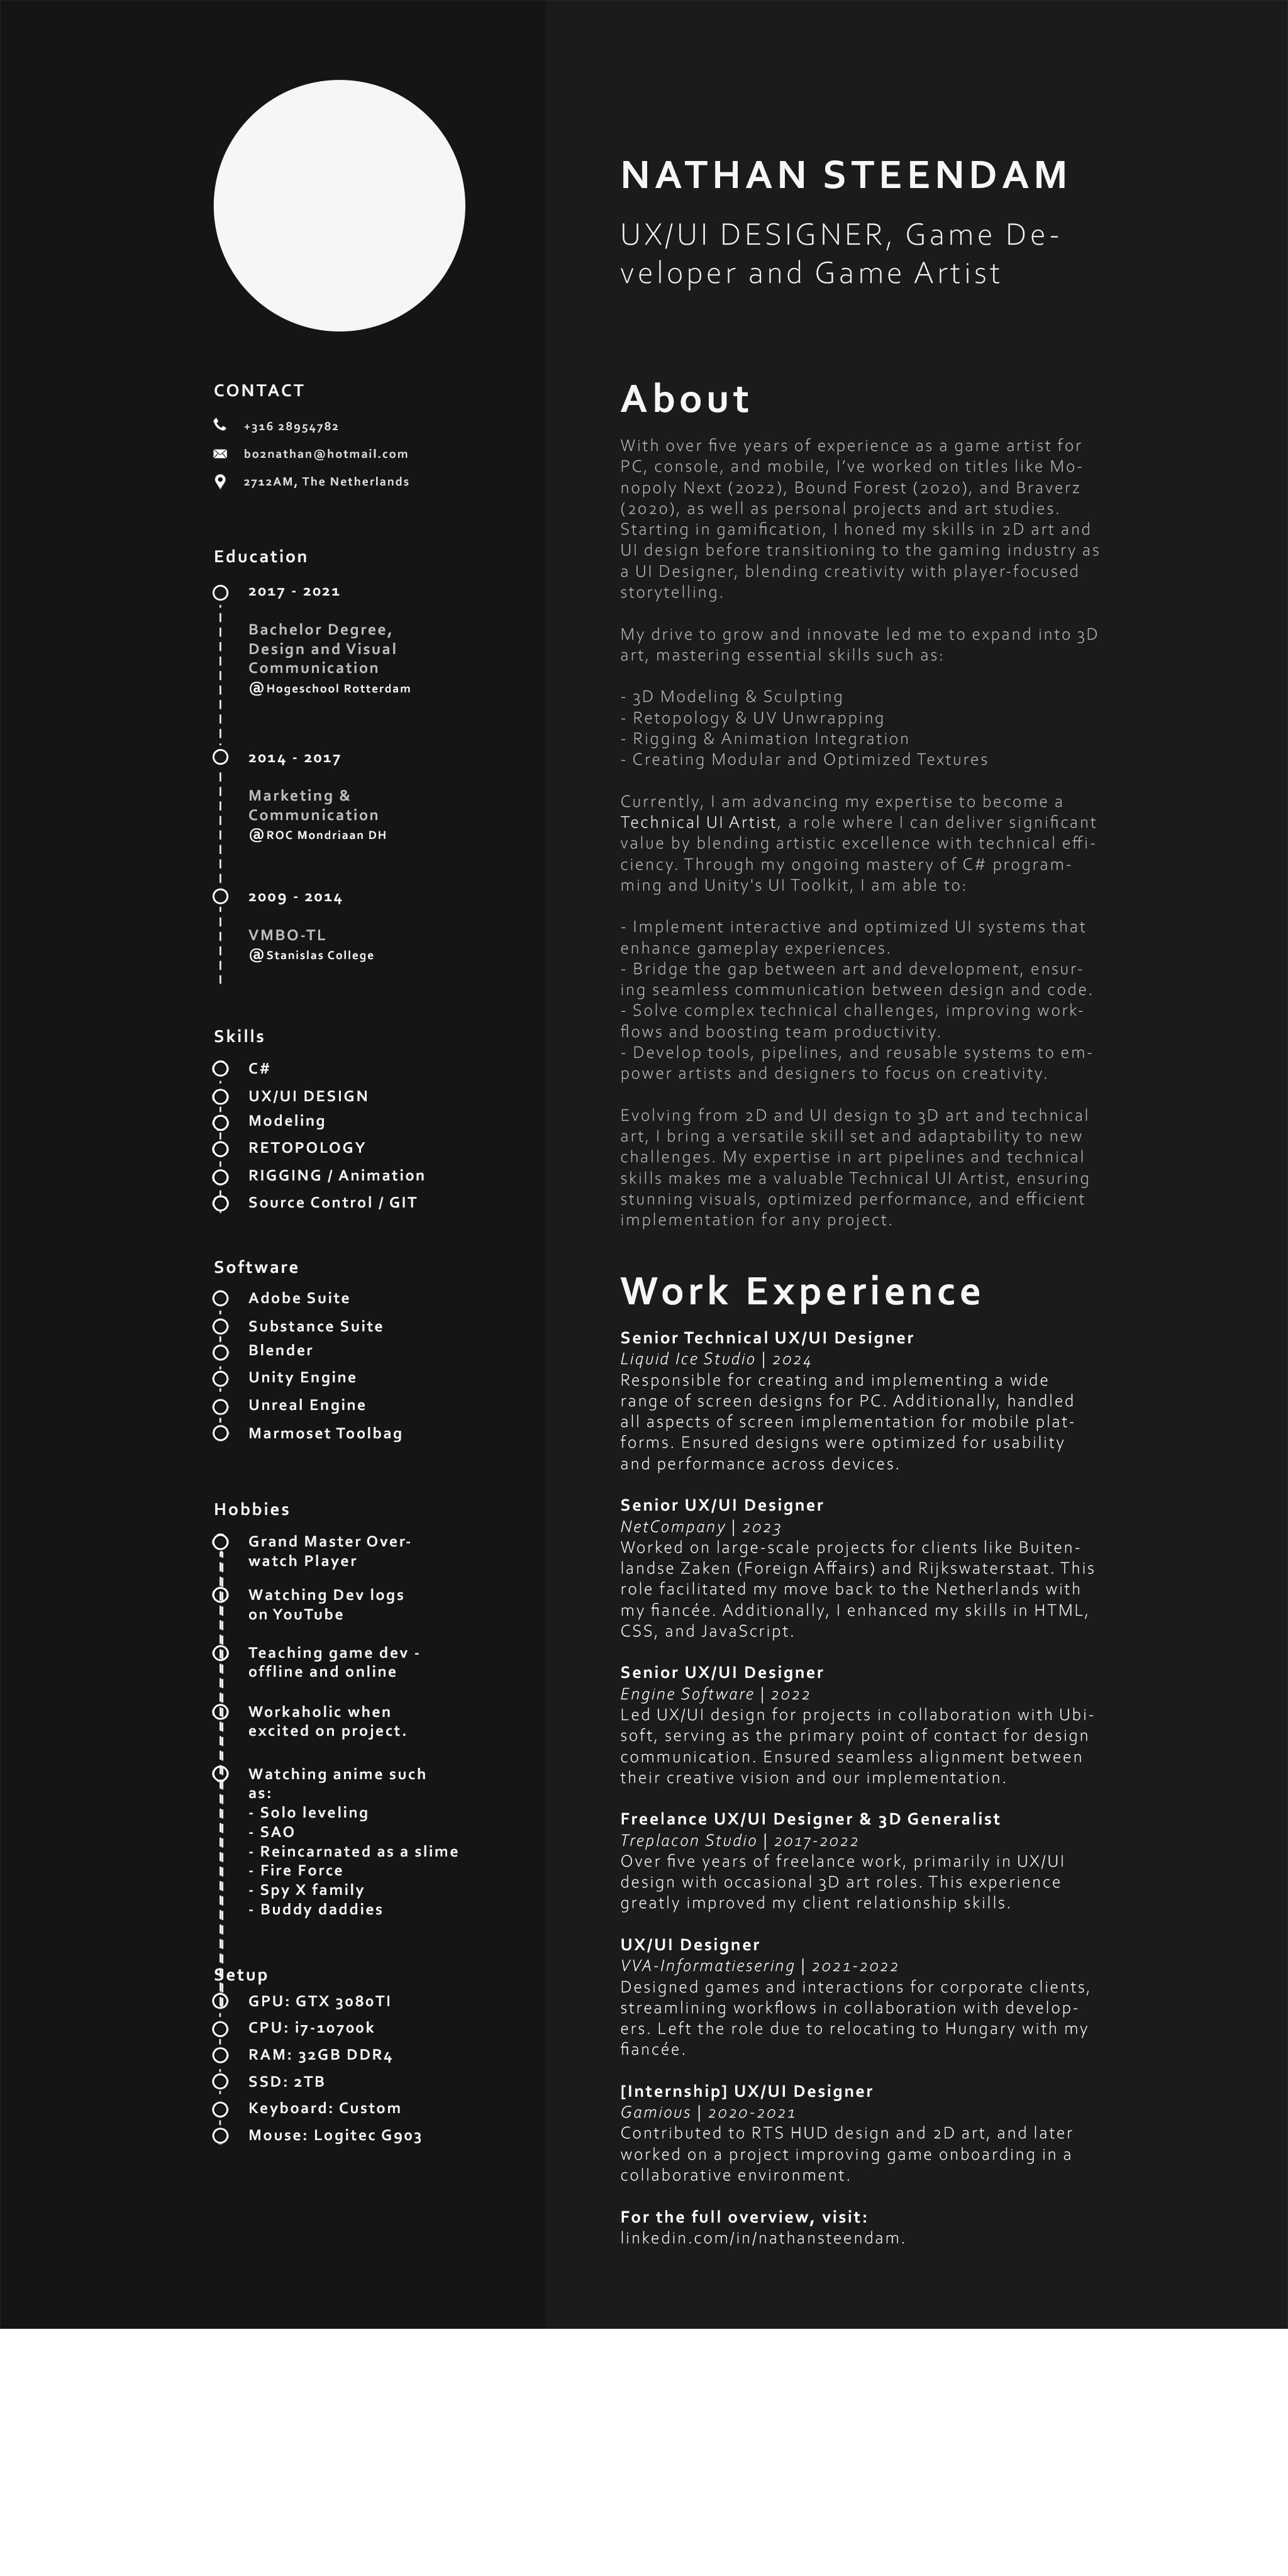 NATHAN STEENDAM
UX/UI DESIGNER, Game De-
veloper and Game Artist
CONTACT
+316 28954782
bo2nathan@hotmail.com
2712AM, The Netherlands
Education
2017 - 2021
Bachelor Degree,
Design and Visual
Communication
@Hogeschool Rotterdam
2014 - 2017
Marketing &
Communication
@ROC Mondriaan DH
2009 - 2014
VMBO-TL
@Stanislas College
Skills
C#
UX/UI DESIGN
Modeling
RETOPOLOGY
RIGGING / Animation
Source Control / GIT
Software
Adobe Suite
Substance Suite
Blender
Unity Engine
Unreal Engine
Marmoset Toolbag
Hobbies
Grand Master Over-
watch Player
Watching Dev logs
on YouTube
Teaching game dev -
offline and online
Workaholic when
excited on project.
Watching anime such
as:
- Solo leveling
- SAO
- Reincarnated as a slime
- Fire Force
- Spy X family
- Buddy daddies
Setup
GPU: GTX 3080TI
CPU: i7-10700k
RAM: 32GB DDR4
SSD: 2TB
Keyboard: Custom
Mouse: Logitec G903
About
With over five years of experience as a game artist for
PC, console, and mobile, I’ve worked on titles like Mo-
nopoly Next (2022), Bound Forest (2020), and Braverz
(2020), as well as personal projects and art studies.
Starting in gamification, I honed my skills in 2D art and
UI design before transitioning to the gaming industry as
a UI Designer, blending creativity with player-focused
storytelling.
My drive to grow and innovate led me to expand into 3D
art, mastering essential skills such as:
- 3D Modeling & Sculpting
- Retopology & UV Unwrapping
- Rigging & Animation Integration
- Creating Modular and Optimized Textures
Currently, I am advancing my expertise to become a
Technical UI Artist, a role where I can deliver significant
value by blending artistic excellence with technical effi-
ciency. Through my ongoing mastery of C# program-
ming and Unity's UI Toolkit, I am able to:
- Implement interactive and optimized UI systems that
enhance gameplay experiences.
- Bridge the gap between art and development, ensur-
ing seamless communication between design and code.
- Solve complex technical challenges, improving work-
flows and boosting team productivity.
- Develop tools, pipelines, and reusable systems to em-
power artists and designers to focus on creativity.
Evolving from 2D and UI design to 3D art and technical
art, I bring a versatile skill set and adaptability to new
challenges. My expertise in art pipelines and technical
skills makes me a valuable Technical UI Artist, ensuring
stunning visuals, optimized performance, and efficient
implementation for any project.
Work Experience
Senior Technical UX/UI Designer
Liquid Ice Studio | 2024
Responsible for creating and implementing a wide
range of screen designs for PC. Additionally, handled
all aspects of screen implementation for mobile plat-
forms. Ensured designs were optimized for usability
and performance across devices.
Senior UX/UI Designer
NetCompany | 2023
Worked on large-scale projects for clients like Buiten-
landse Zaken (Foreign Affairs) and Rijkswaterstaat. This
role facilitated my move back to the Netherlands with
my fiancée. Additionally, I enhanced my skills in HTML,
CSS, and JavaScript.
Senior UX/UI Designer
Engine Software | 2022
Led UX/UI design for projects in collaboration with Ubi-
soft, serving as the primary point of contact for design
communication. Ensured seamless alignment between
their creative vision and our implementation.
Freelance UX/UI Designer & 3D Generalist
Treplacon Studio | 2017-2022
Over five years of freelance work, primarily in UX/UI
design with occasional 3D art roles. This experience
greatly improved my client relationship skills.
UX/UI Designer
VVA-Informatiesering | 2021-2022
Designed games and interactions for corporate clients,
streamlining workflows in collaboration with develop-
ers. Left the role due to relocating to Hungary with my
fiancée.
[Internship] UX/UI Designer
Gamious | 2020-2021
Contributed to RTS HUD design and 2D art, and later
worked on a project improving game onboarding in a
collaborative environment.
For the full overview, visit:
linkedin.com/in/nathansteendam.